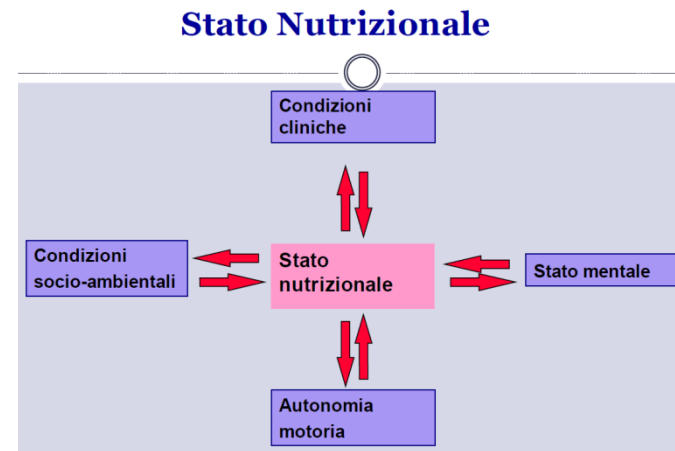 Stato Nutrizionale
Condizioni
cliniche
Condizioni
socio-ambientali
Stato
nutrizionale
Stato mentale
Autonomia
motoria